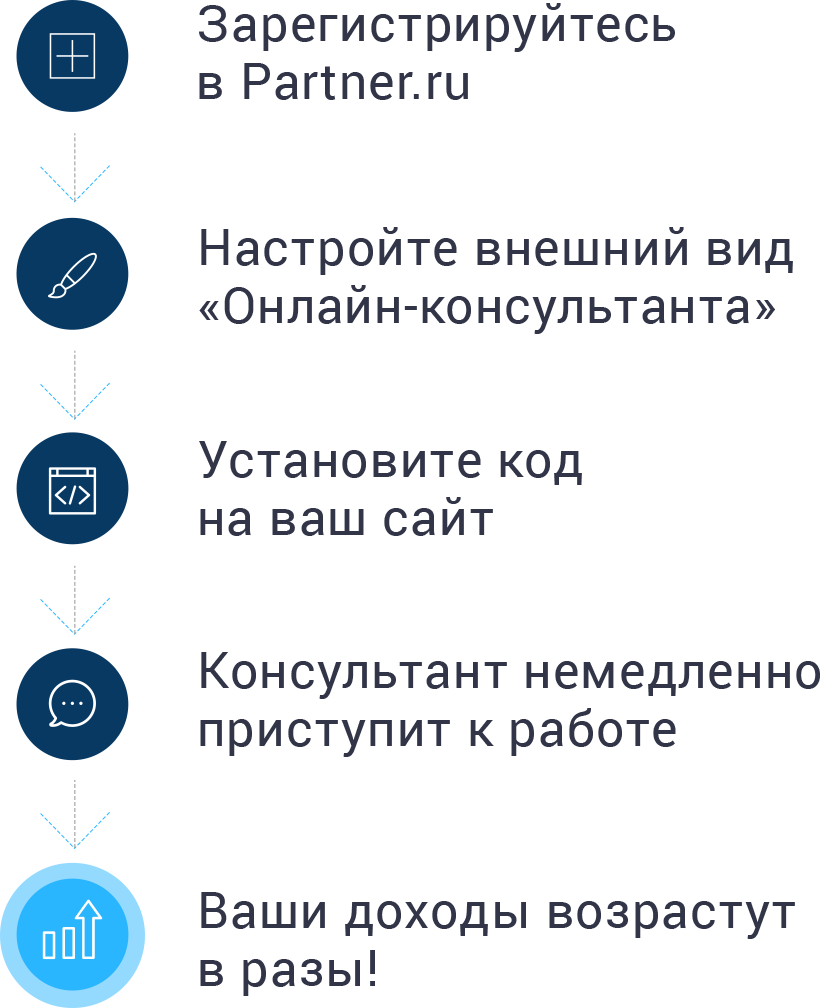 Зарегистрируйтесь
в Partner.ru
Настройте внешний вид
«Онлайн-консультанта»
Установите код
на ваш сайт
Консультант немедленно
приступит к работе
Ваши доходы возрастут
в разы!